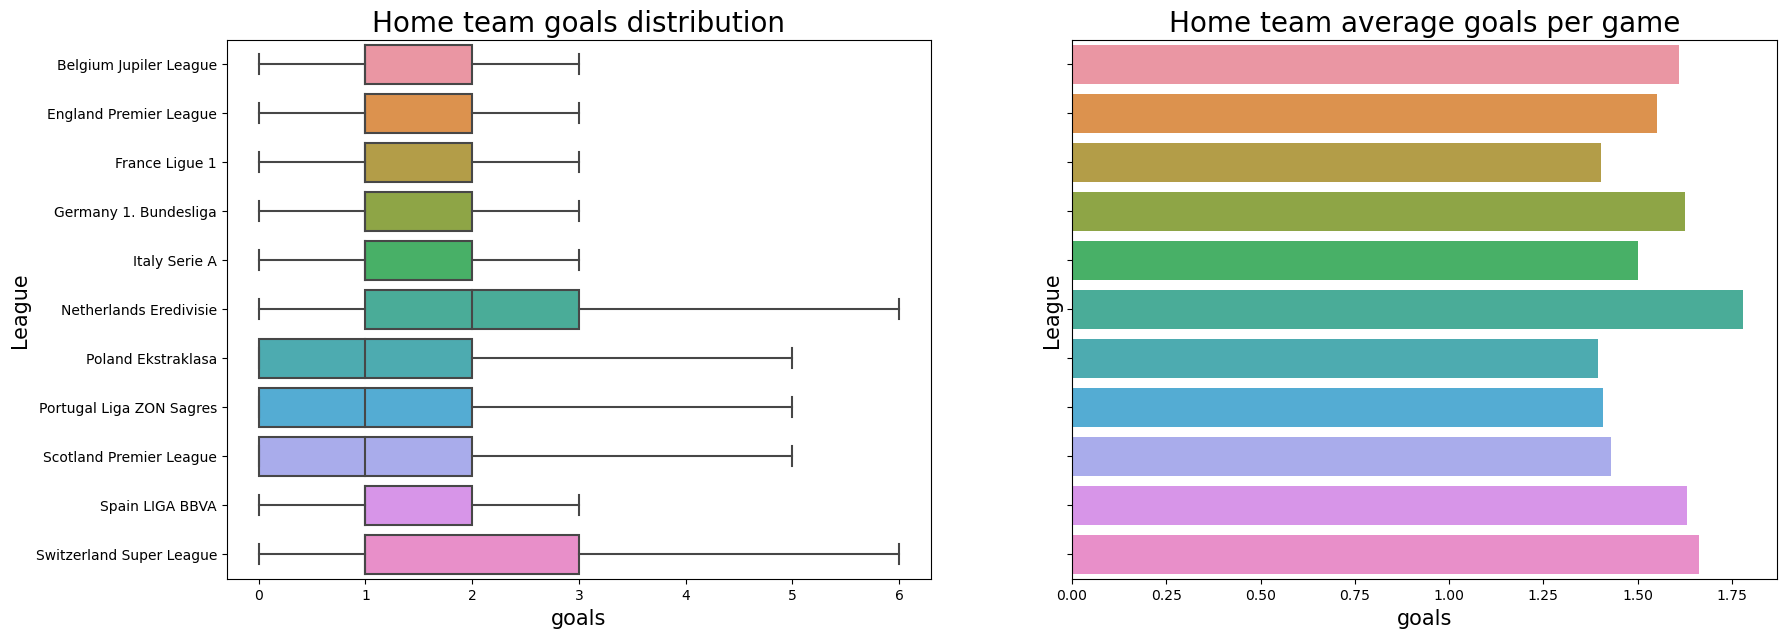 Home team goals distribution
League
Belgium Jupiler League
England Premier League
France Ligue 1
Germany 1. Bundesliga
Italy Serie A
Netherlands Eredivisie
Poland Ekstraklasa
Portugal Liga ZON Sagres
Scotland Premier League
Spain LIGA BBVA
Switzerland Super League
0 1 2 3 4 5 6
goals
Home team average goals per game
League
0.00 0.25 0.50 0.75 1.00 1.25 1.50 1.75
goals